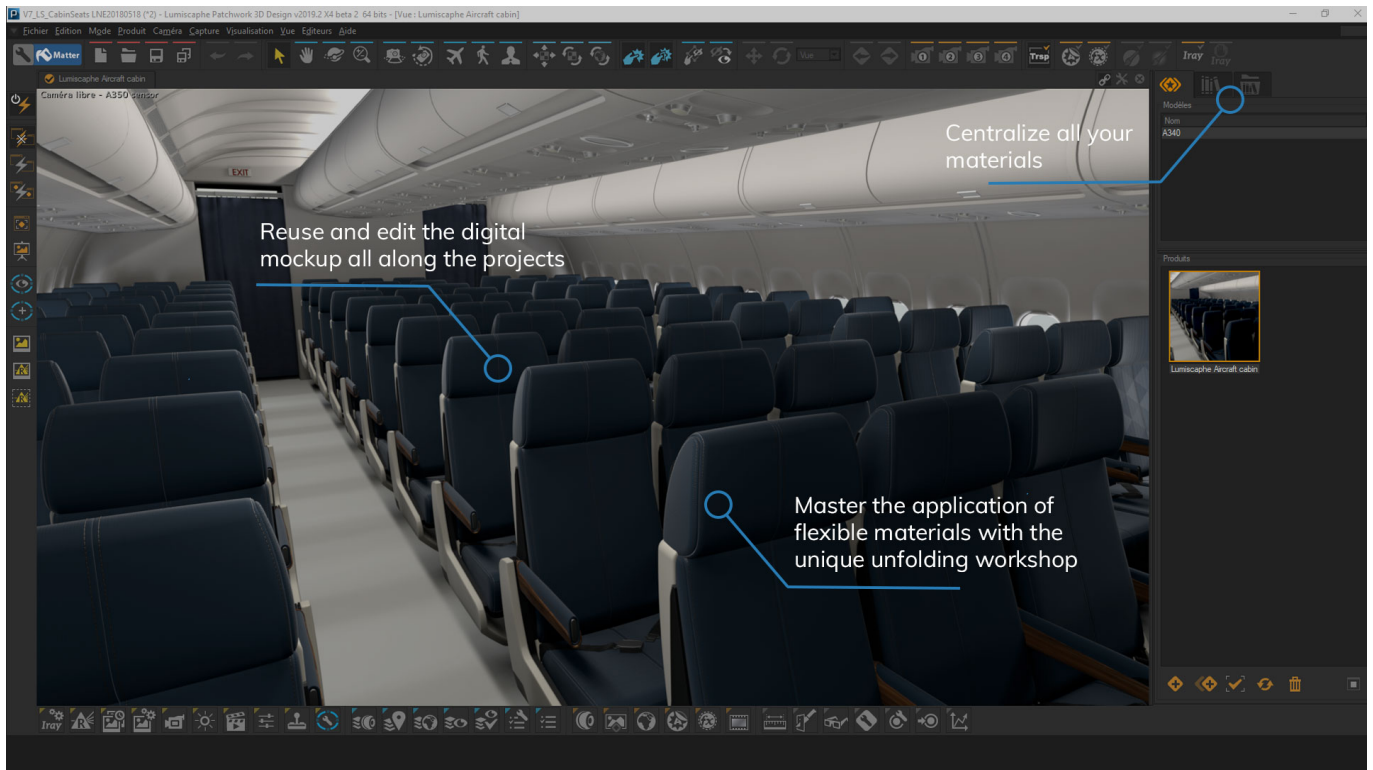 V7_LS_CabinSeats LNE20180518 (*2) - Lumiscaphe Patchwork 3D Design v2019.2 X4 beta 2 64 bits - [Vue : Lumiscaphe Aircraft cabin]
Fichier Edition Mode Produit Caméra Capture Visualisation Vue Editeurs Aide
Matter
Vue
Trsp
Iray
Iray
Lumiscaphe Aircraft cabin
Caméra libre - A350 sensor
Modèles
Nom
A340
Centralize all your
materials
EXIT
Reuse and edit the digital
mockup all along the projects
Produits
Lumiscaphe Aircraft cabin
Master the application of
flexible materials with the
unique unfolding workshop
Iray